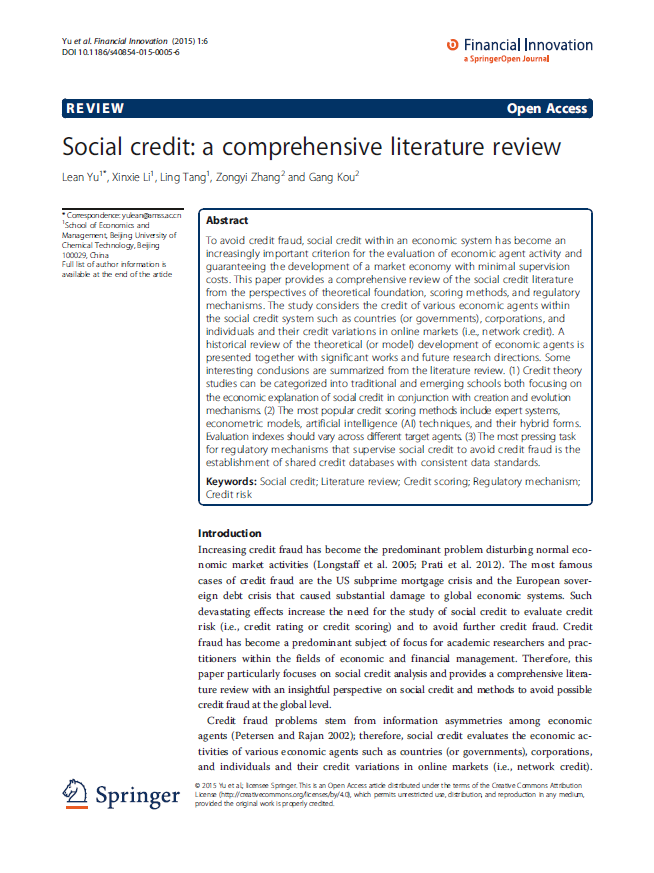 Yu et al. Financial Innovation (2015) 1:6
DOI 10.1186/s40854-015-0005-6
Financial Innovation
a SpringerOpen Journal
REVIEW
Open Access
Social credit: a comprehensive literature review
Lean Yu1*, Xinxie Li1, Ling Tang1, Zongyi Zhang2 and Gang Kou2
* Correspondence: yulean@amss.ac.cn
1School of Economics and
Management, Beijing University of
Chemical Technology, Beijing
100029, China
Full list of author information is
available at the end of the article
Abstract
To avoid credit fraud, social credit within an economic system has become an
increasingly important criterion for the evaluation of economic agent activity and
guaranteeing the development of a market economy with minimal supervision
costs. This paper provides a comprehensive review of the social credit literature
from the perspectives of theoretical foundation, scoring methods, and regulatory
mechanisms. The study considers the credit of various economic agents within
the social credit system such as countries (or governments), corporations, and
individuals and their credit variations in online markets (i.e., network credit). A
historical review of the theoretical (or model) development of economic agents is
presented together with significant works and future research directions. Some
interesting conclusions are summarized from the literature review. (1) Credit theory
studies can be categorized into traditional and emerging schools both focusing on
the economic explanation of social credit in conjunction with creation and evolution
mechanisms. (2) The most popular credit scoring methods include expert systems,
econometric models, artificial intelligence (AI) techniques, and their hybrid forms.
Evaluation indexes should vary across different target agents. (3) The most pressing task
for regulatory mechanisms that supervise social credit to avoid credit fraud is the
establishment of shared credit databases with consistent data standards.
Keywords: Social credit; Literature review; Credit scoring; Regulatory mechanism;
Credit risk
Introduction
Increasing credit fraud has become the predominant problem disturbing normal eco-
nomic market activities (Longstaff et al. 2005; Prati et al. 2012). The most famous
cases of credit fraud are the US subprime mortgage crisis and the European sover-
eign debt crisis that caused substantial damage to global economic systems. Such
devastating effects increase the need for the study of social credit to evaluate credit
risk (i.e., credit rating or credit scoring) and to avoid further credit fraud. Credit
fraud has become a predominant subject of focus for academic researchers and prac-
titioners within the fields of economic and financial management. Therefore, this
paper particularly focuses on social credit analysis and provides a comprehensive litera-
ture review with an insightful perspective on social credit and methods to avoid possible
credit fraud at the global level.
Credit fraud problems stem from information asymmetries among economic
agents (Petersen and Rajan 2002); therefore, social credit evaluates the economic ac-
tivities of various economic agents such as countries (or governments), corporations,
and individuals and their credit variations in online markets (i.e., network credit).
Springer
© 2015 Yu et al.; licensee Springer. This is an Open Access article distributed under the terms of the Creative Commons Attribution
License (http://creativecommons.org/licenses/by/4.0), which permits unrestricted use, distribution, and reproduction in any medium,
provided the original work is properly credited.